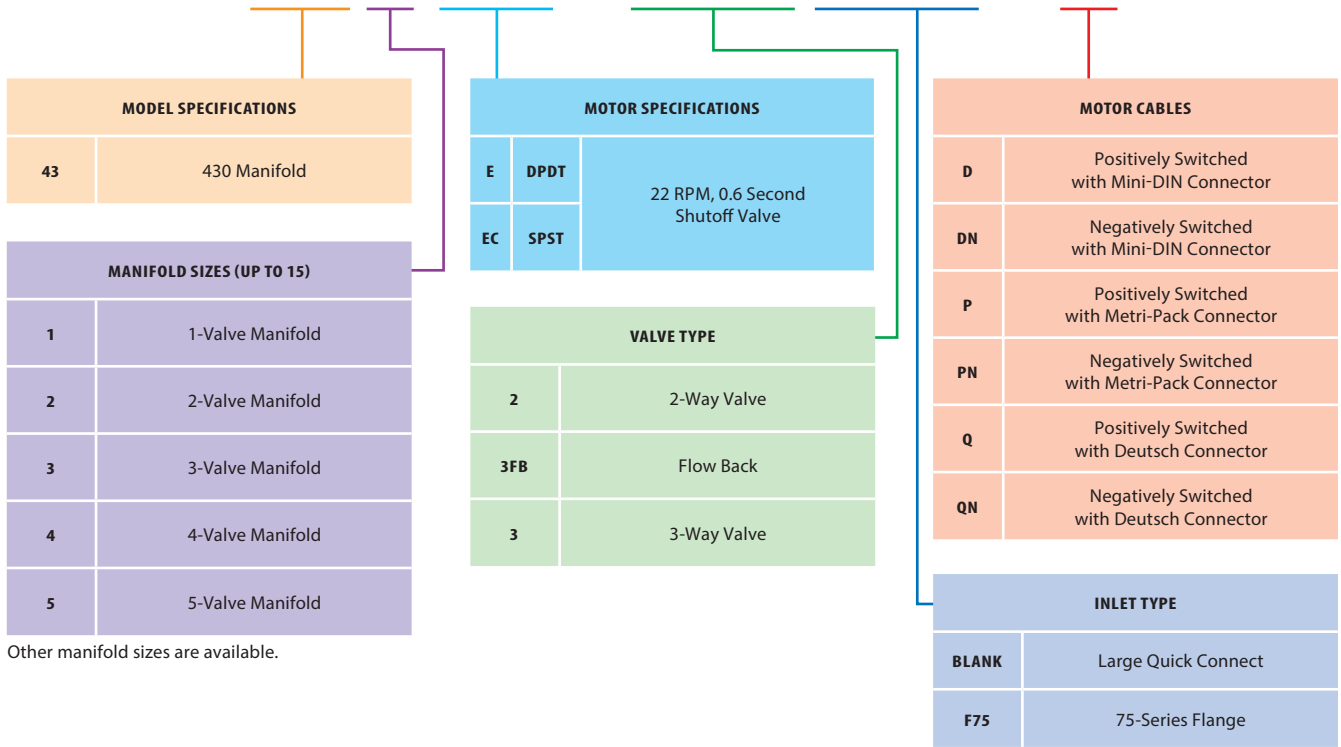 MODEL SPECIFICATIONS
43 430 Manifold
MANIFOLD SIZES (UP TO 15)
1 1-Valve Manifold
2 2-Valve Manifold
3 3-Valve Manifold
4 4-Valve Manifold
5 5-Valve Manifold
Other manifold sizes are available.
MOTOR SPECIFICATIONS
E DPDT
EC SPST
22 RPM, 0.6 Second
Shutoff Valve
VALVE TYPE
2 2-Way Valve
3FB Flow Back
3 3-Way Valve
MOTOR CABLES
D Positively Switched
with Mini-DIN Connector
DN Negatively Switched
with Mini-DIN Connector
P Positively Switched
with Metri-Pack Connector
PN Negatively Switched
with Metri-Pack Connector
Q Positively Switched
with Deutsch Connector
QN Negatively Switched
with Deutsch Connector
INLET TYPE
BLANK Large Quick Connect
F75 75-Series Flange